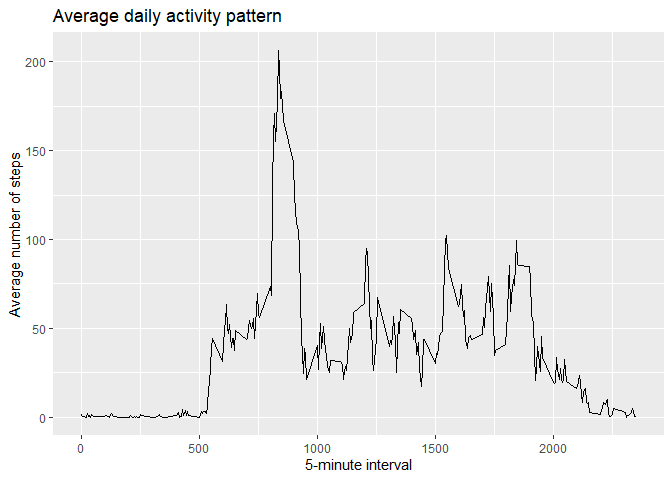 Average daily activity pattern
Average number of steps
200
150
100
50
0
0 500 1000 1500 2000
5-minute interval